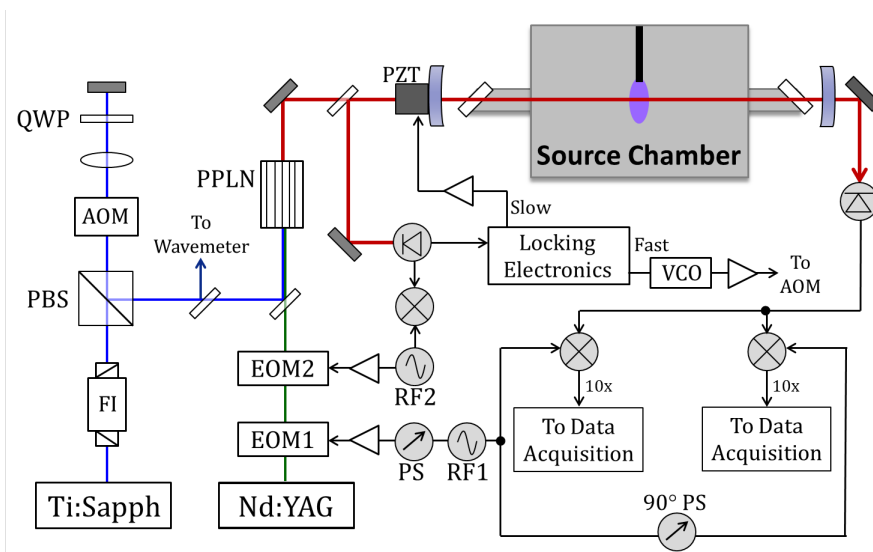 PZT
QWP
PPLN
Source Chamber
AOM
To
Wavemeter
Slow
Locking
Electronics
Fast
VCO
To
AOM
PBS
EOM2
RF2
10x
10x
FI
EOM1
PS
RF1
To Data
Acquisition
To Data
Acquisition
Ti:Sapph
Nd:YAG
90° PS